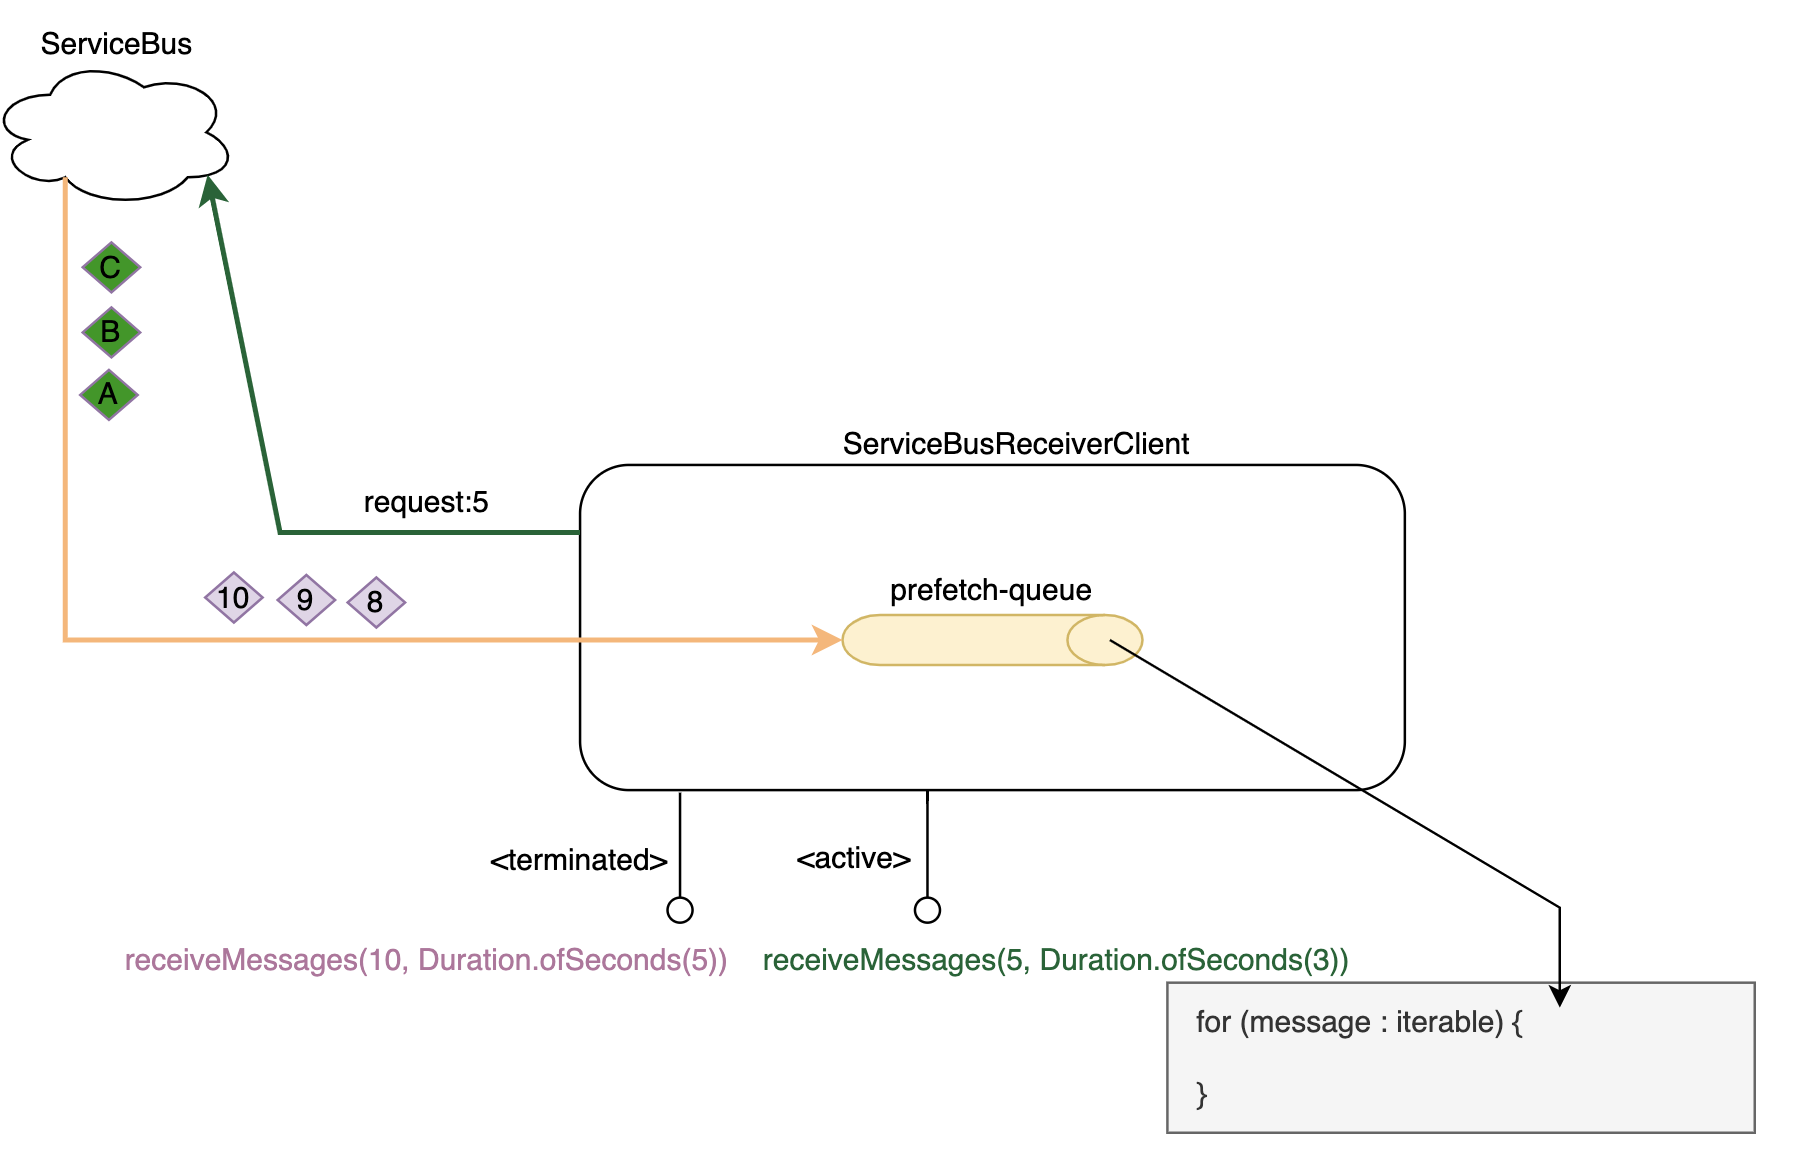 ServiceBus
C
B
A
ServiceBusReceiverClient
request:5
prefetch-queue
10 9 8
<terminated>
<active>
receiveMessages(10, Duration.ofSeconds(5))
receiveMessages(5, Duration.ofSeconds(3))
for (message : iterable) {
}